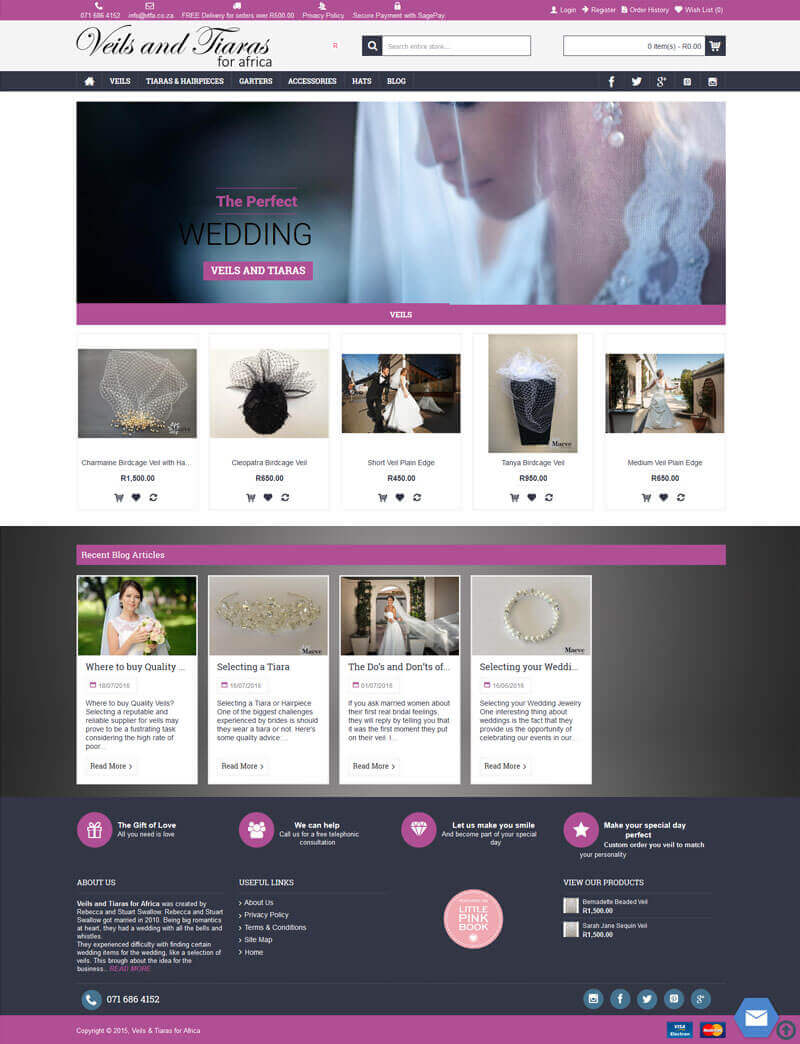 071 686 4152
info@vtfa.co.za
FREE Delivery for orders over R500.00
Privacy Policy
Secure Payment with SagePay
Login
Register
Order History
Wish List (0)
Veils and Tiaras
for africa
R
Search entire store...
0 item(s) - R0.00
VEILS
TIARAS & HAIRPIECES
GARTERS
ACCESSORIES
HATS
BLOG
The Perfect
WEDDING
VEILS AND TIARAS
VEILS
Maeve
Maeve
Maeve
Charmaine Birdcage Veil with Ha...
R1,500.00
Cleopatra Birdcage Veil
R650.00
Short Veil Plain Edge
R450.00
Tanya Birdcage Veil
R950.00
Medium Veil Plain Edge
R650.00
Recent Blog Articles
Maeve
Maeve
Where to buy Quality ...
18/07/2016
Where to buy Quality Veils?
Selecting a reputable and
reliable supplier for veils may
prove to be a fustrating task
considering the high rate of
poor...
Read More
Selecting a Tiara
16/07/2016
Selecting a Tiara or Hairpiece
One of the biggest challenges
experienced by brides is should
they wear a tiara or not. Here's
some quality advice:...
Read More
The Do's and Don'ts of...
01/07/2016
If you ask married women about
their first real bridal feelings,
they will reply by telling you that
it was the first moment they put
on their veil. I...
Read More
Selecting your Weddi...
16/06/2016
Selecting your Wedding Jewelry
One interesting thing about
weddings is the fact that they
provide us the opportunity of
celebrating our events in our...
Read More
The Gift of Love
All you need is love
We can help
Call us for a free telephonic
consultation
Let us make you smile
And become part of your special
day
Make your special day
perfect
Custom order you veil to match
your personality
ABOUT US
Veils and Tiaras for Africa was created by
Rebecca and Stuart Swallow. Rebecca and Stuart
Swallow got married in 2010. Being big romantics
at heart, they had a wedding with all the bells and
whistles.
They experienced difficulty with finding certain
wedding items for the wedding, like a selection of
veils. This brough about the idea for the
business... READ MORE
USEFUL LINKS
About Us
Privacy Policy
Terms & Conditions
Site Map
Home
LITTLE
PINK
BOOK
VIEW OUR PRODUCTS
Bernadette Beaded Veil
R1,500.00
Sarah Jane Sequin Veil
R1,500.00
071 686 4152
Copyright © 2015, Veils & Tiaras for Africa
VISA
Electron
MasterCard